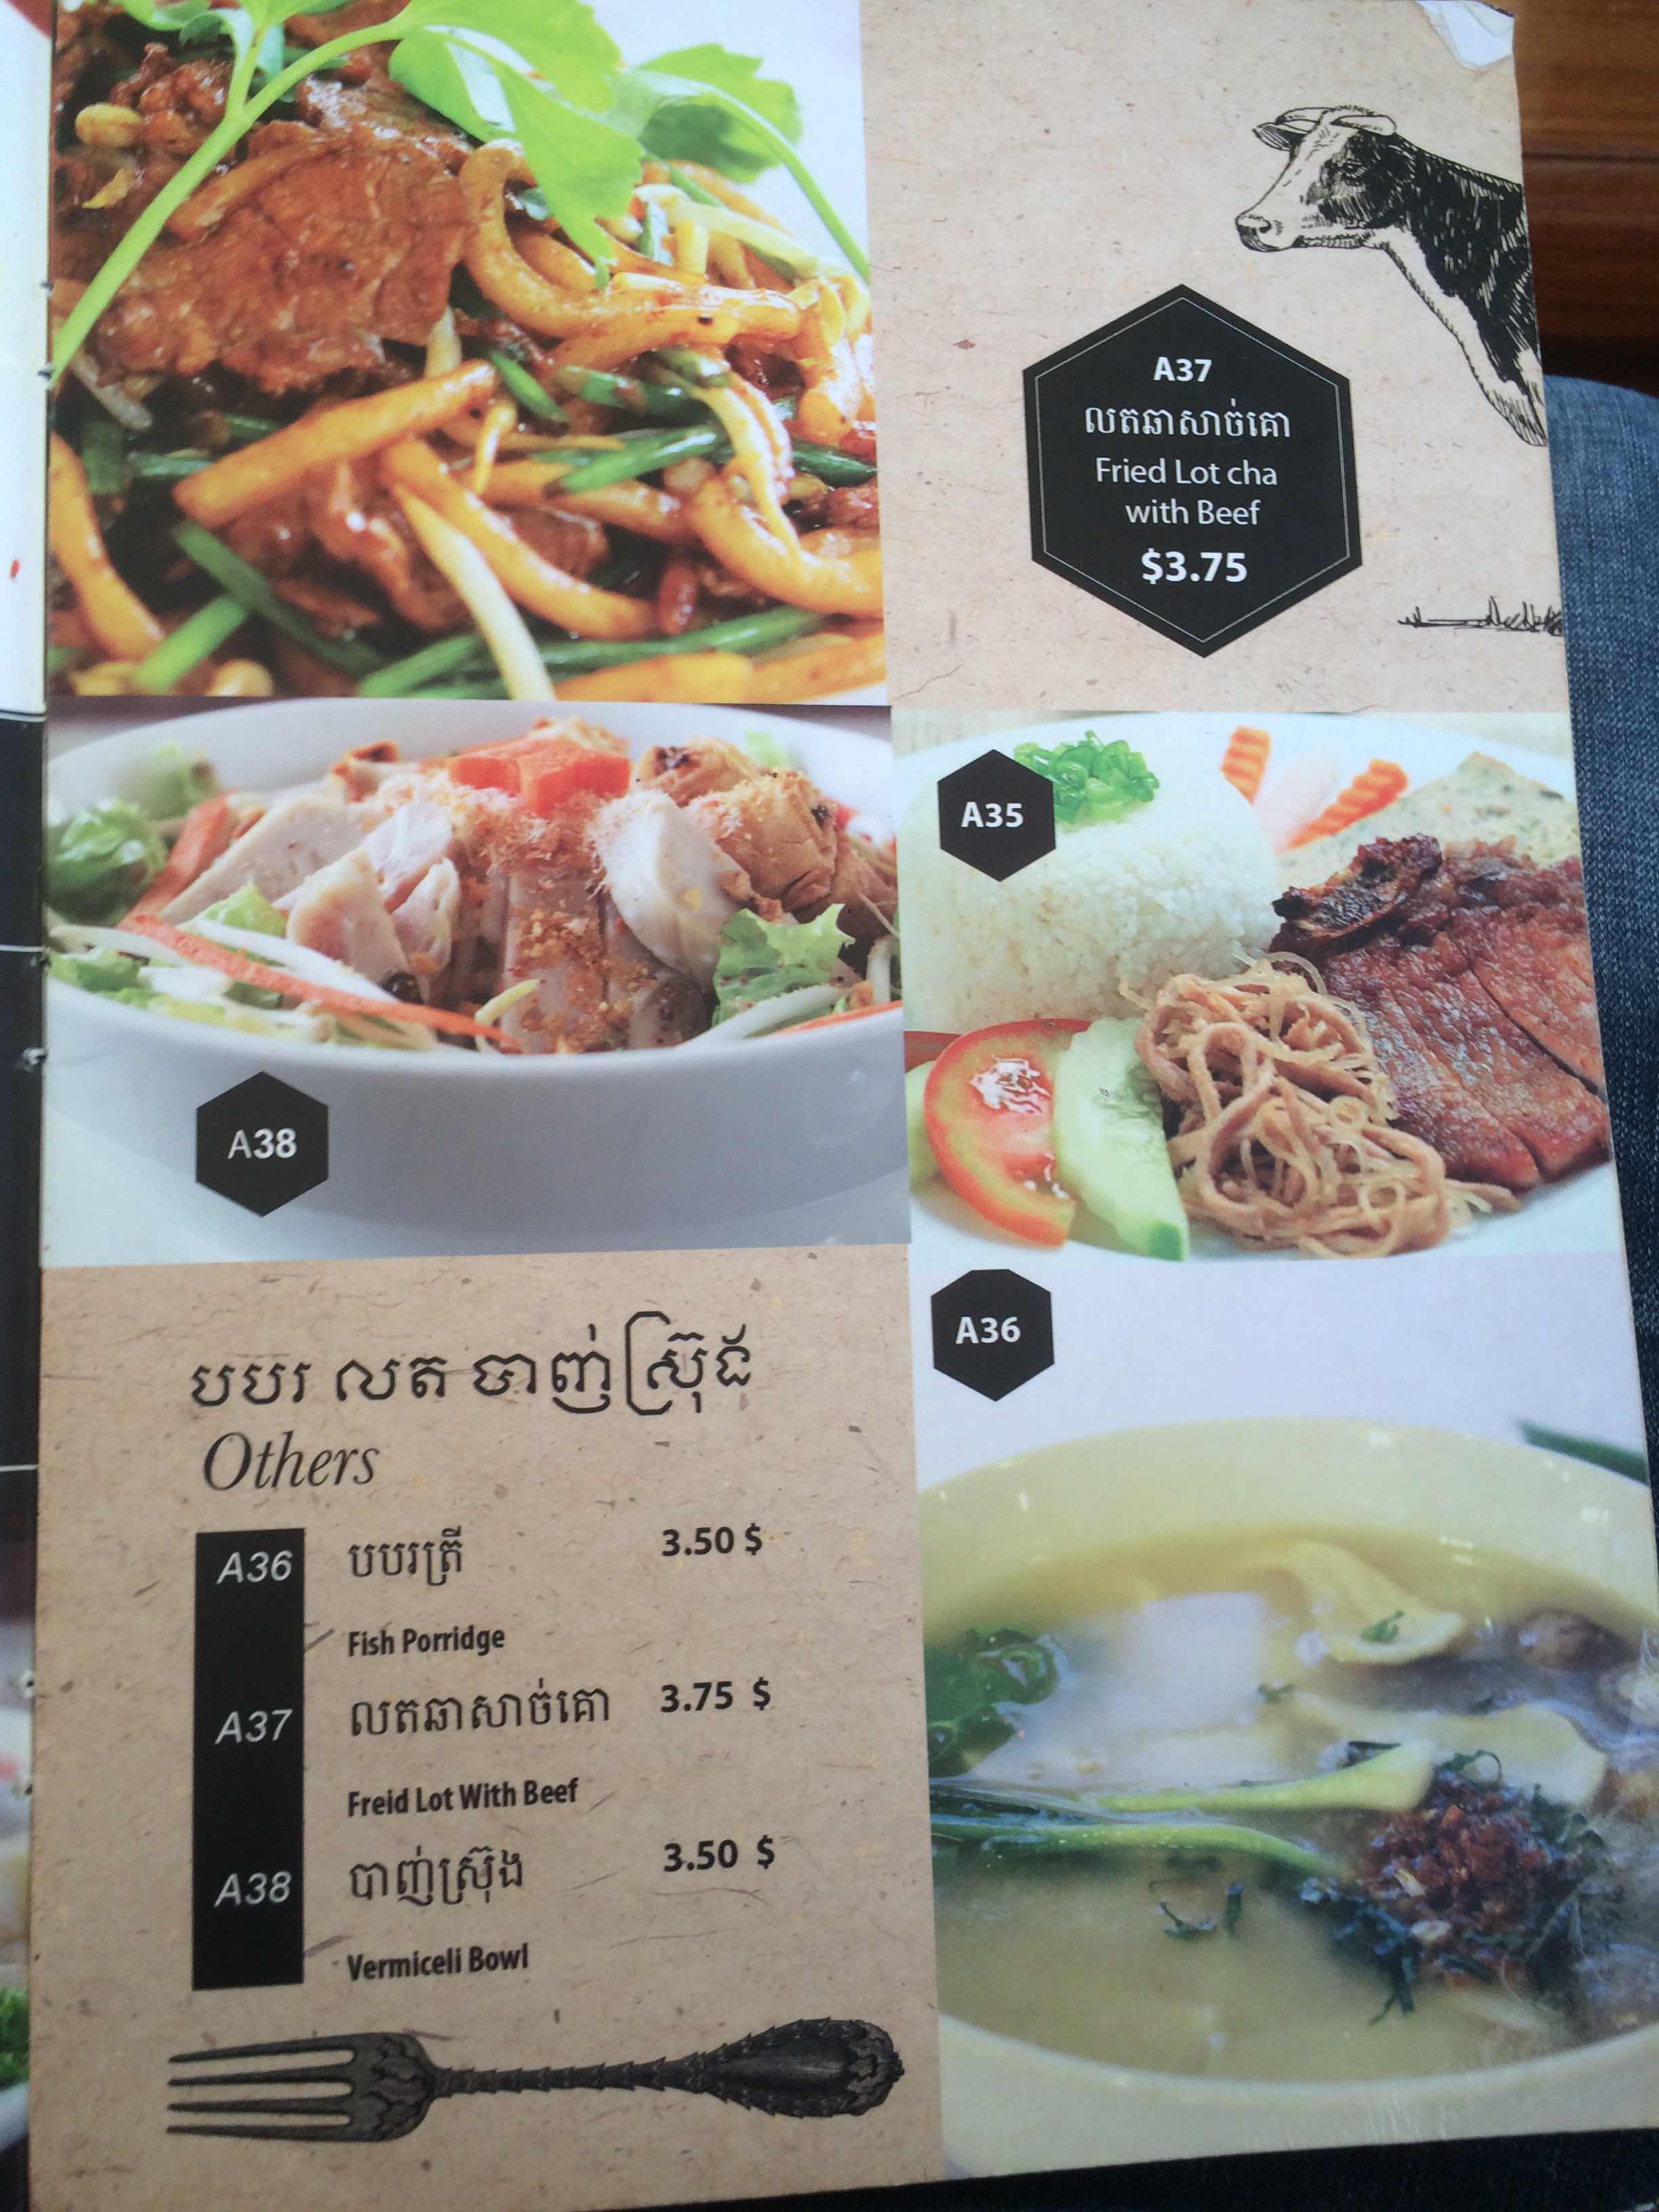 A37
លតឆាសាច់គោ
Fried Lot cha
with Beef
$3.75
A35
A38
A36
បបរ លត បាញ់ស្រ៊ុង
Others
A36 បបរត្រី 3.50 $
Fish Porridge
A37 លតឆាសាច់គោ 3.75 $
Freid Lot With Beef
A38 បាញ់ស្រ៊ុង 3.50 $
Vermiceli Bowl